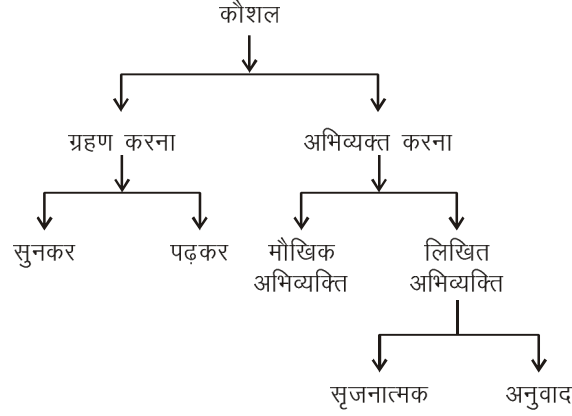 कौशल
ग्रहण करना
अभिव्यक्त करना
सुनकर
पढ़कर
मौखिक
अभिव्यक्ति
लिखित
अभिव्यक्ति
सृजनात्मक
अनुवाद